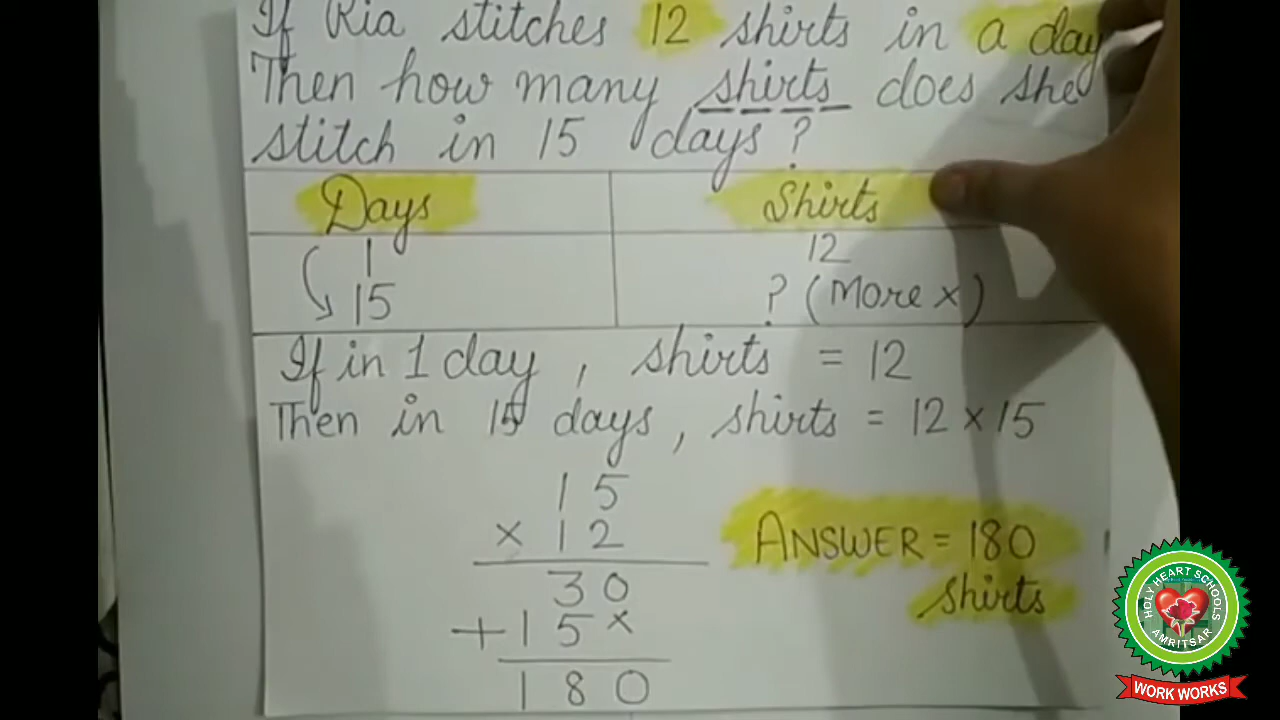 If Ria stitches 12 shirts in a day
Then how many shirts does she
stitch in 15 days ?
Days Shirts
1 12
15 ? (More ×)
If in 1 day , shirts = 12
Then in 15 days , shirts = 12 × 15
15
× 12
30
+ 15×
180
ANSWER = 180
shirts
HOLY HEART SCHOOLS
AMRITSAR
WORK WORKS